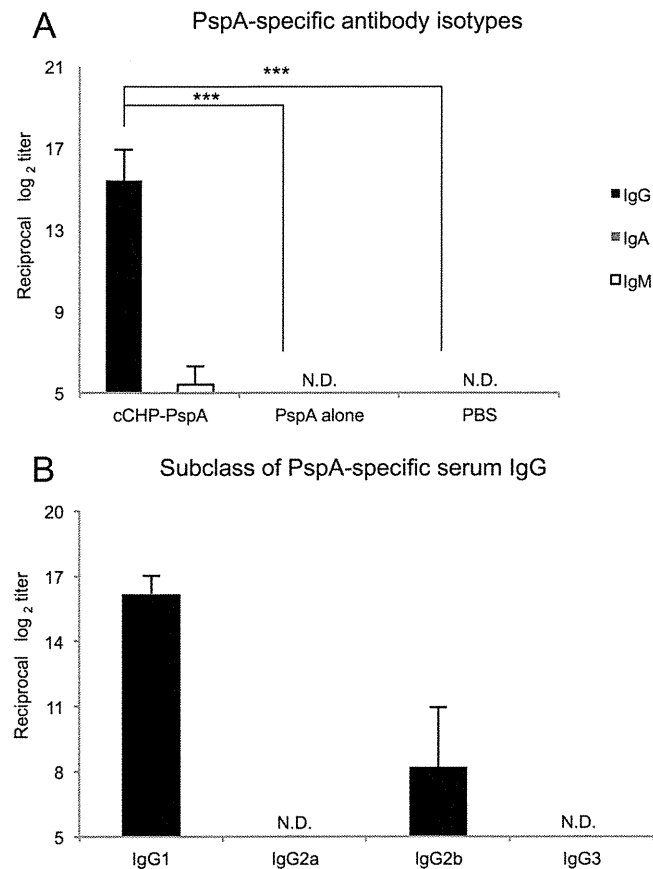 A PspA-specific antibody isotypes
21
17
13
9
5
Reciprocal log 2 titer
***
***
N.D.
N.D.
cCHP-PspA
PspA alone
PBS
IgG
IgA
IgM
B Subclass of PspA-specific serum IgG
20
17
14
11
8
5
Reciprocal log 2 titer
N.D.
N.D.
IgG1
IgG2a
IgG2b
IgG3